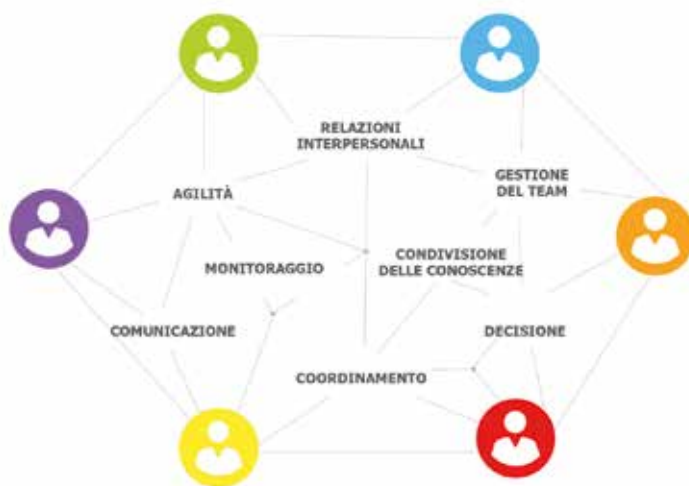 RELAZIONI
INTERPERSONALI
GESTIONE
DEL TEAM
AGILITÀ
CONDIVISIONE
DELLE CONOSCENZE
MONITORAGGIO
COMUNICAZIONE
DECISIONE
COORDINAMENTO